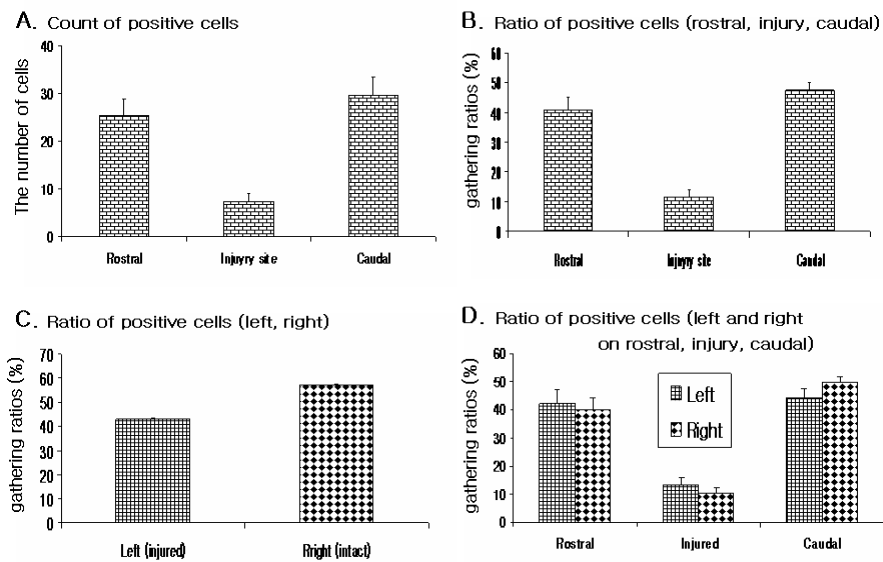 A. Count of positive cells
The number of cells
40
30
20
10
0
Rostral
Injuyry site
Caudal
B. Ratio of positive cells (rostral, injury, caudal)
gathering ratios (%)
60
50
40
30
20
10
0
Rostral
Injuyry site
Caudal
C. Ratio of positive cells (left, right)
gathering ratios (%)
70
60
50
40
30
20
10
0
Left (injured)
Rright (intact)
D. Ratio of positive cells (left and right
on rostral, injury, caudal)
gathering ratios (%)
60
50
40
30
20
10
0
Left
Right
Rostral
Injured
Caudal